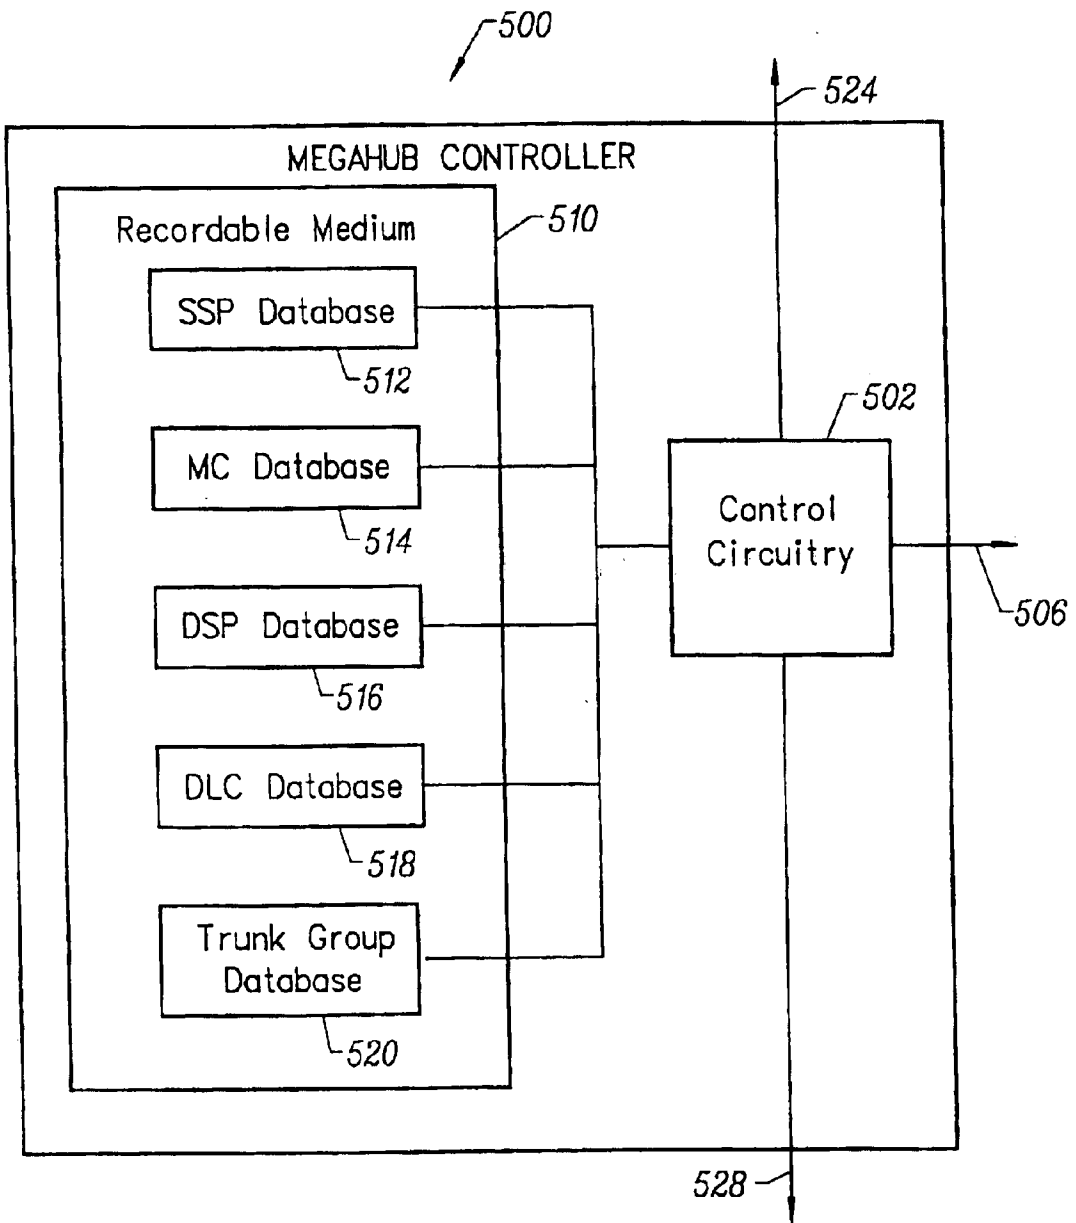 500
524
MEGAHUB CONTROLLER
Recordable Medium
510
SSP Database
512
502
MC Database
514
Control
Circuitry
506
DSP Database
516
DLC Database
518
Trunk Group
Database
520
528